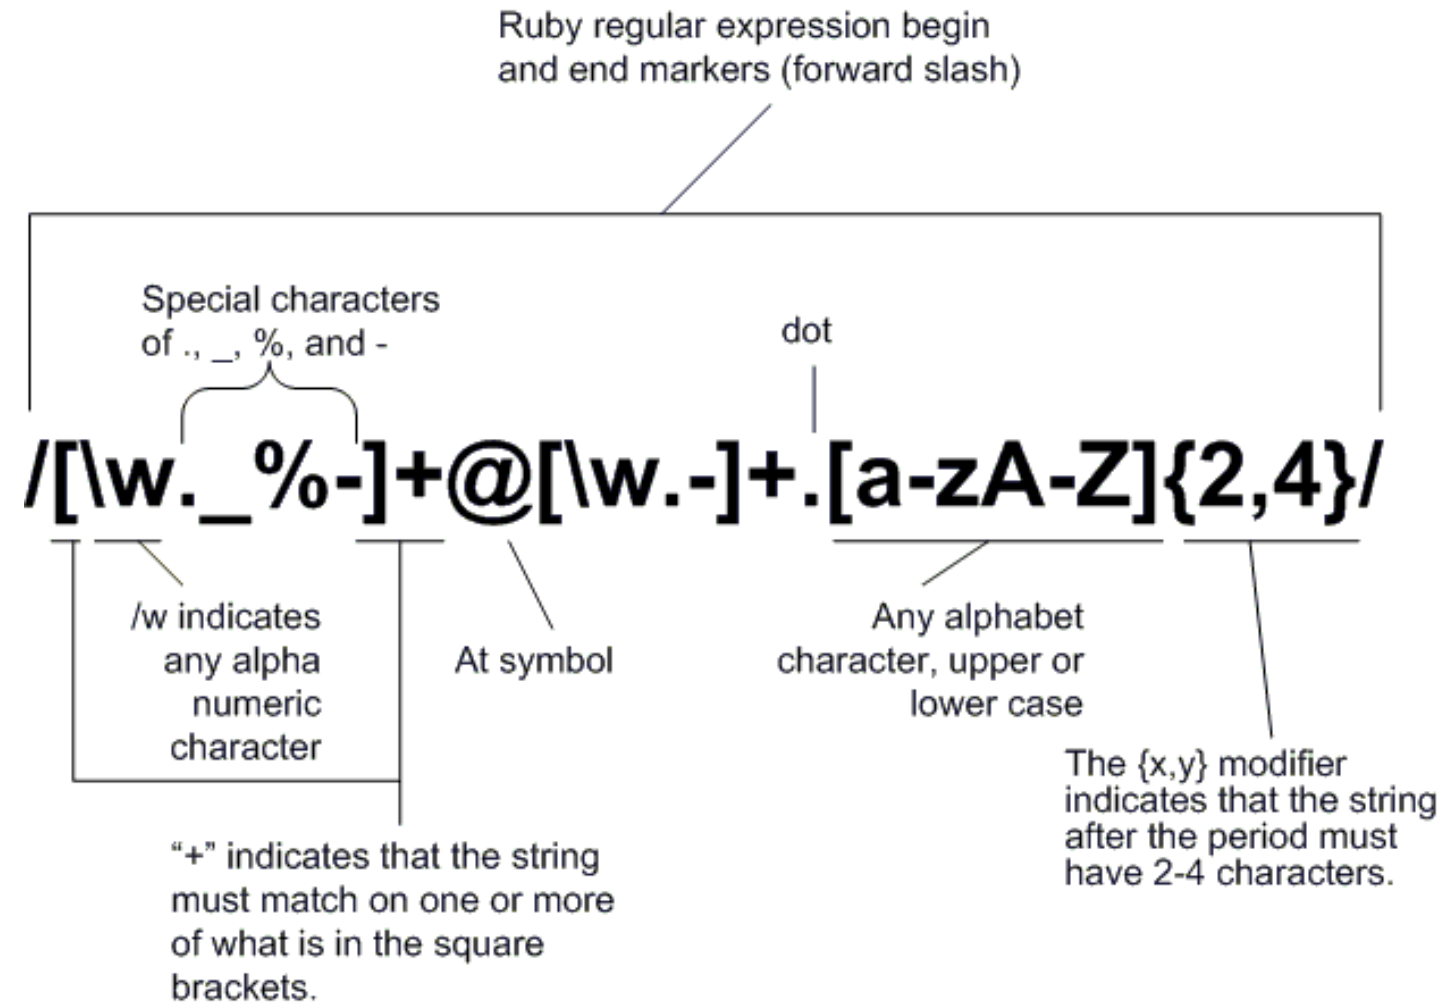 Ruby regular expression begin
and end markers (forward slash)
Special characters
of ., _, %, and -
dot
/[\w._%-]+@[\w.-]+.[a-zA-Z]{2,4}/
/w indicates
any alpha
numeric
character
At symbol
Any alphabet
character, upper or
lower case
The {x,y} modifier
indicates that the string
after the period must
have 2-4 characters.
“+” indicates that the string
must match on one or more
of what is in the square
brackets.